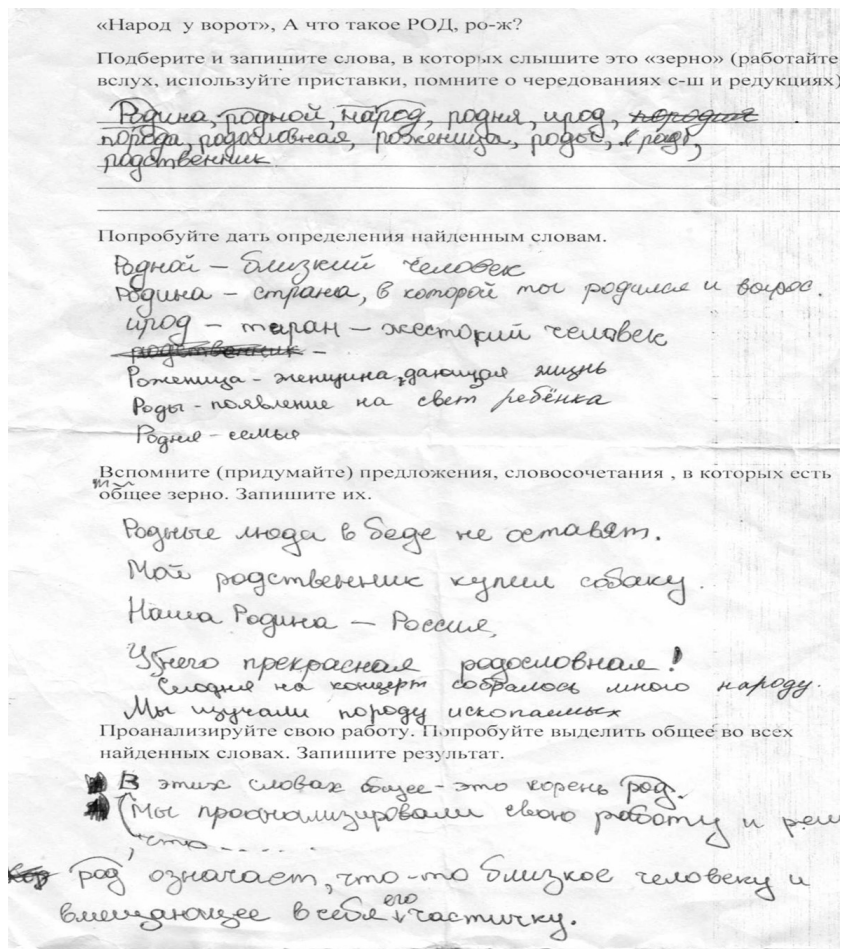 «Народ у ворот», А что такое РОД, ро-ж?
Подберите и запишите слова, в которых слышите это «зерно» (работайте
вслух, используйте приставки, помните о чередованиях с-ш и редукциях)
Родина, родной, народ, родня, ирод, породис
порода, родословная, роженица, роды,
родственник
Попробуйте дать определения найденным словам.
Родной – близкий человек
Родина – страна, в которой ты родился и вырос.
ирод – тиран – жестокий человек
родственник –
Роженица - женщина, дающая жизнь
Роды - появление на свет ребёнка
Родня - семья
Вспомните (придумайте) предложения, словосочетания , в которых есть
общее зерно. Запишите их.
Родные люди в беде не оставят.
Мой родственник купил собаку.
Наша Родина – Россия.
У него прекрасная родословная!
Сегодня на концерт собралось много народу.
Мы изучали породу ископаемых
Проанализируйте свою работу. Попробуйте выделить общее во всех
найденных словах. Запишите результат.
В этих словах общее - это корень род.
(Мы проанализировали свою работу и реш
что ......
род означает, что-то близкое человеку и
вмещающее в себя его частичку.